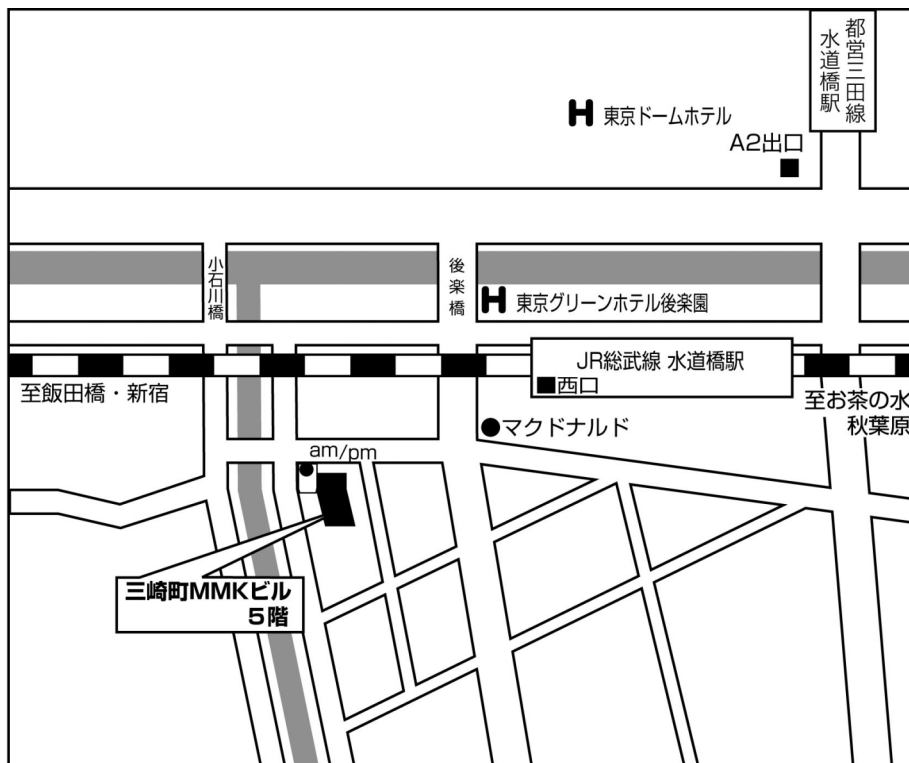 都営三田線
水道橋駅
H 東京ドームホテル
A2出口
小石川橋
後楽橋
H 東京グリーンホテル後楽園
JR総武線 水道橋駅
西口
至飯田橋・新宿
至お茶の水
秋葉原
マクドナルド
am/pm
三崎町MMKビル
5階